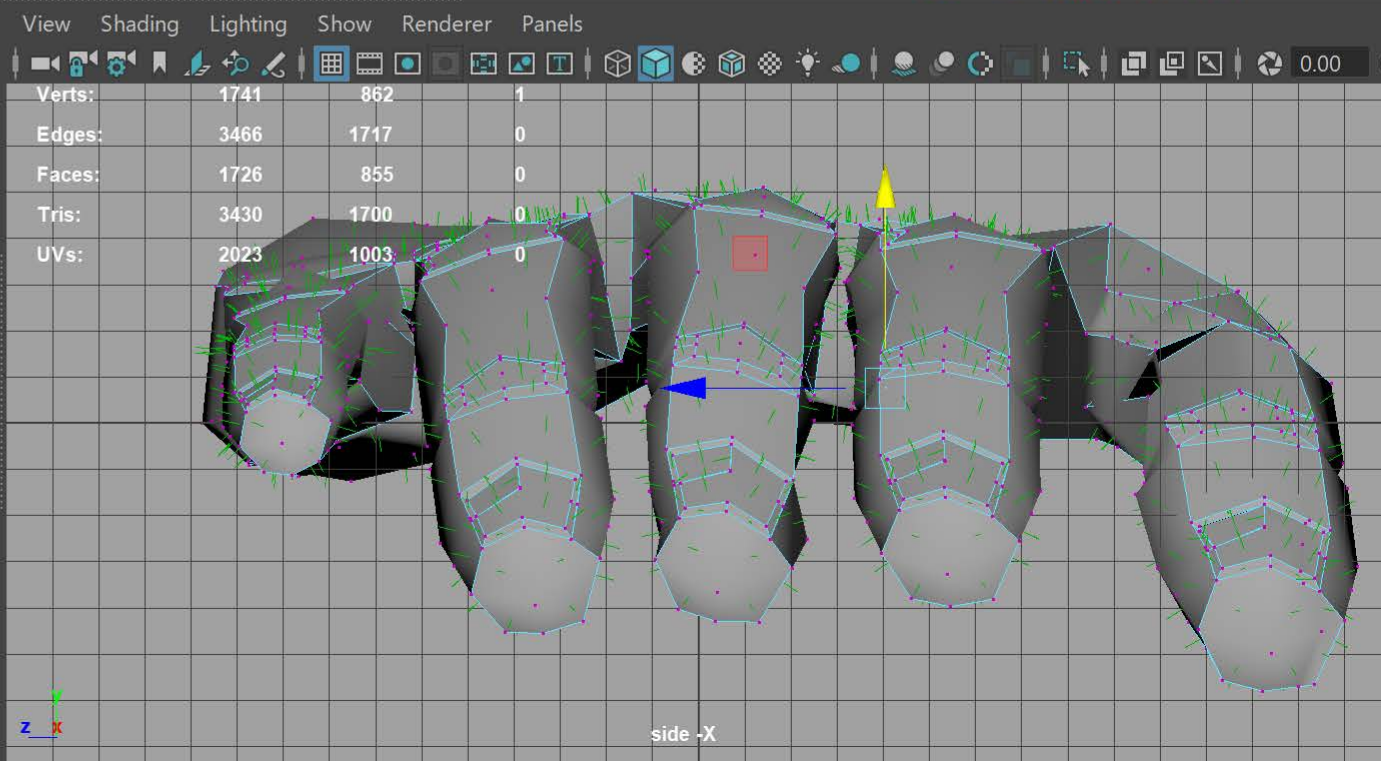 View Shading Lighting Show Renderer Panels
T 0.00
Verts: 1741 862 1
Edges: 3466 1717 0
Faces: 1726 855 0
Tris: 3430 1700 0
UVs: 2023 1003 0
y
z x
side -X